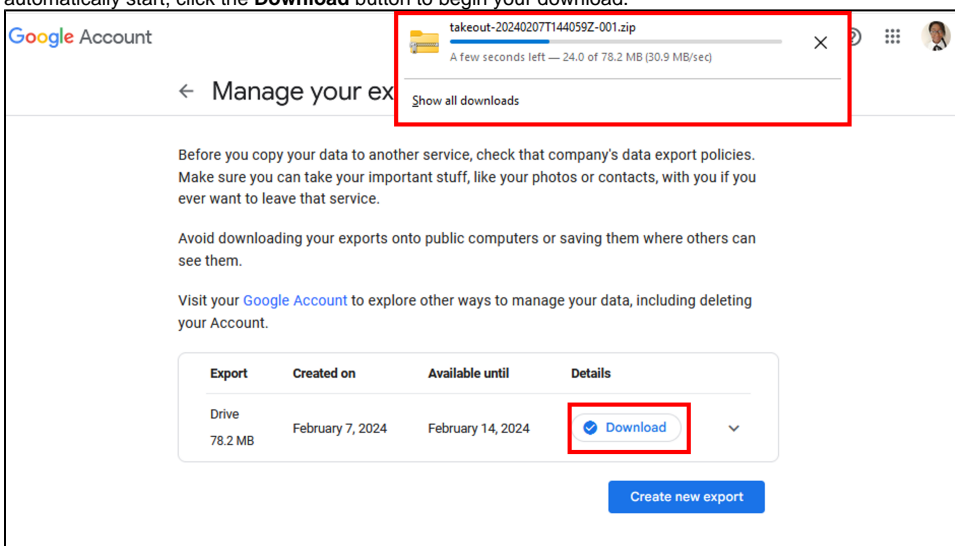 automatically start, click the Download button to begin your download.
Google Account
takeout-20240207T144059Z-001.zip
A few seconds left — 24.0 of 78.2 MB (30.9 MB/sec)
Show all downloads
Manage your ex
Before you copy your data to another service, check that company's data export policies.
Make sure you can take your important stuff, like your photos or contacts, with you if you
ever want to leave that service.
Avoid downloading your exports onto public computers or saving them where others can
see them.
Visit your Google Account to explore other ways to manage your data, including deleting
your Account.
Export Created on Available until Details
Drive
78.2 MB February 7, 2024 February 14, 2024 Download
Create new export